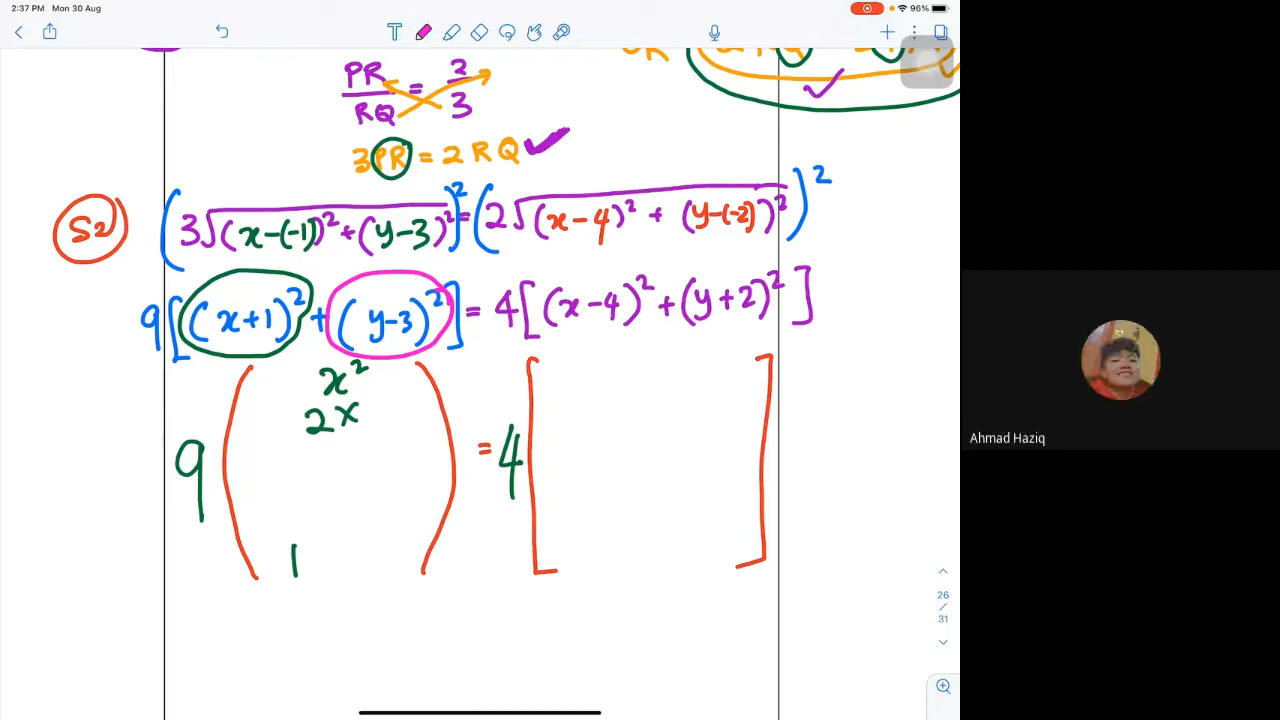 2:37 PM Mon 30 Aug
96%
T
PR/RQ = 2/3
3PR = 2RQ ✓
S2
(3√((x-(-1))²+(y-3)²))² = (2√((x-4)²+(y-(-2))²))²
9[(x+1)²+(y-3)²] = 4[(x-4)²+(y+2)²]
x²
2x
9( ) = 4[ ]
1
26
/
31
Ahmad Haziq